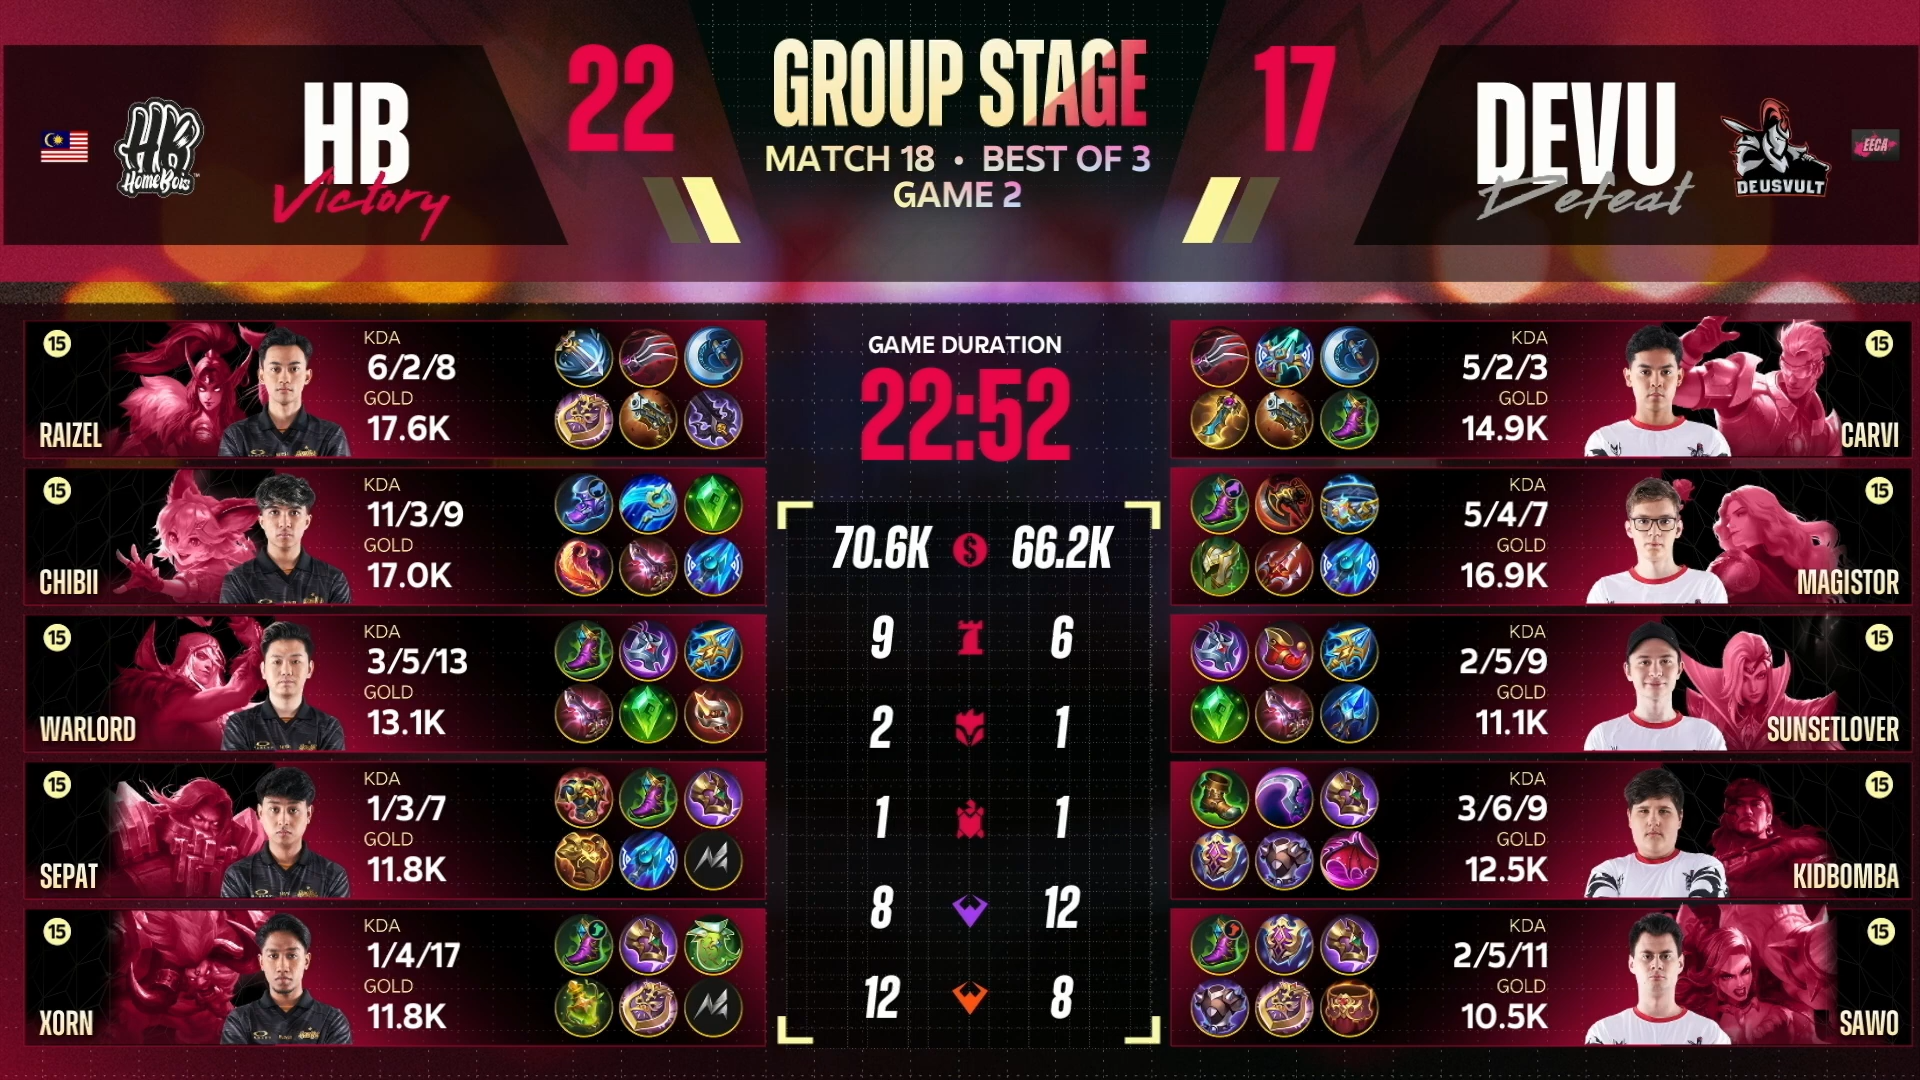 HB
HomeBois
Victory
22
GROUP STAGE
MATCH 18 • BEST OF 3
GAME 2
17
DEVU
Defeat
DEUSVULT
EECA
15
RAIZEL
KDA
6/2/8
GOLD
17.6K
15
CHIBII
KDA
11/3/9
GOLD
17.0K
15
WARLORD
KDA
3/5/13
GOLD
13.1K
15
SEPAT
KDA
1/3/7
GOLD
11.8K
15
XORN
KDA
1/4/17
GOLD
11.8K
GAME DURATION
22:52
70.6K 66.2K
9 6
2 1
1 1
8 12
12 8
KDA
5/2/3
GOLD
14.9K
15
CARVI
KDA
5/4/7
GOLD
16.9K
15
MAGISTOR
KDA
2/5/9
GOLD
11.1K
15
SUNSETLOVER
KDA
3/6/9
GOLD
12.5K
15
KIDBOMBA
KDA
2/5/11
GOLD
10.5K
15
SAWO